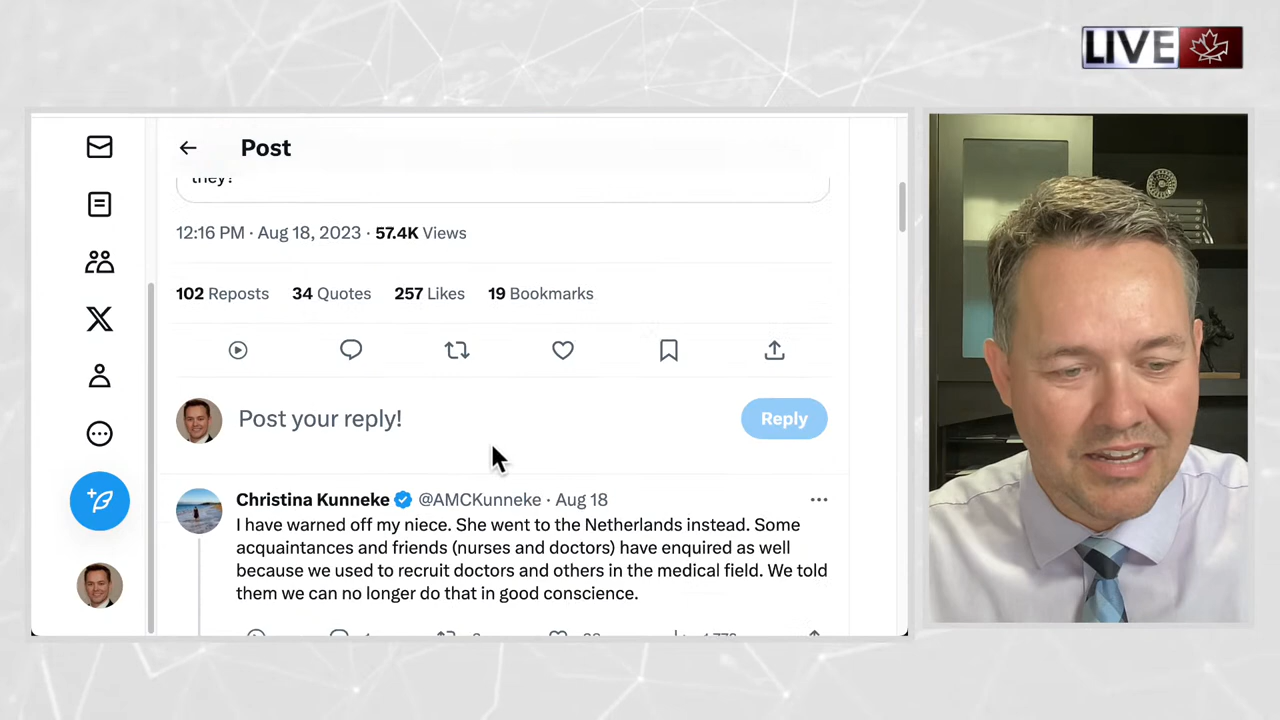 LIVE
Post
they?
12:16 PM · Aug 18, 2023 · 57.4K Views
102 Reposts 34 Quotes 257 Likes 19 Bookmarks
Post your reply!
Reply
Christina Kunneke @AMCKunneke · Aug 18
I have warned off my niece. She went to the Netherlands instead. Some
acquaintances and friends (nurses and doctors) have enquired as well
because we used to recruit doctors and others in the medical field. We told
them we can no longer do that in good conscience.